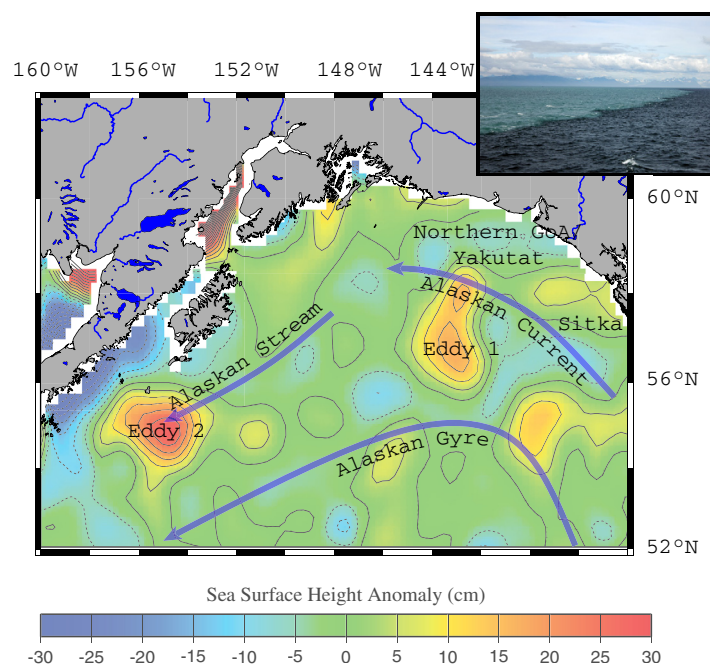 160°W 156°W 152°W 148°W 144°W
60°N
Northern GoA
Yakutat
Alaskan Current
Sitka
Alaskan Stream
Eddy 1
56°N
Eddy 2
Alaskan Gyre
52°N
Sea Surface Height Anomaly (cm)
-30 -25 -20 -15 -10 -5 0 5 10 15 20 25 30